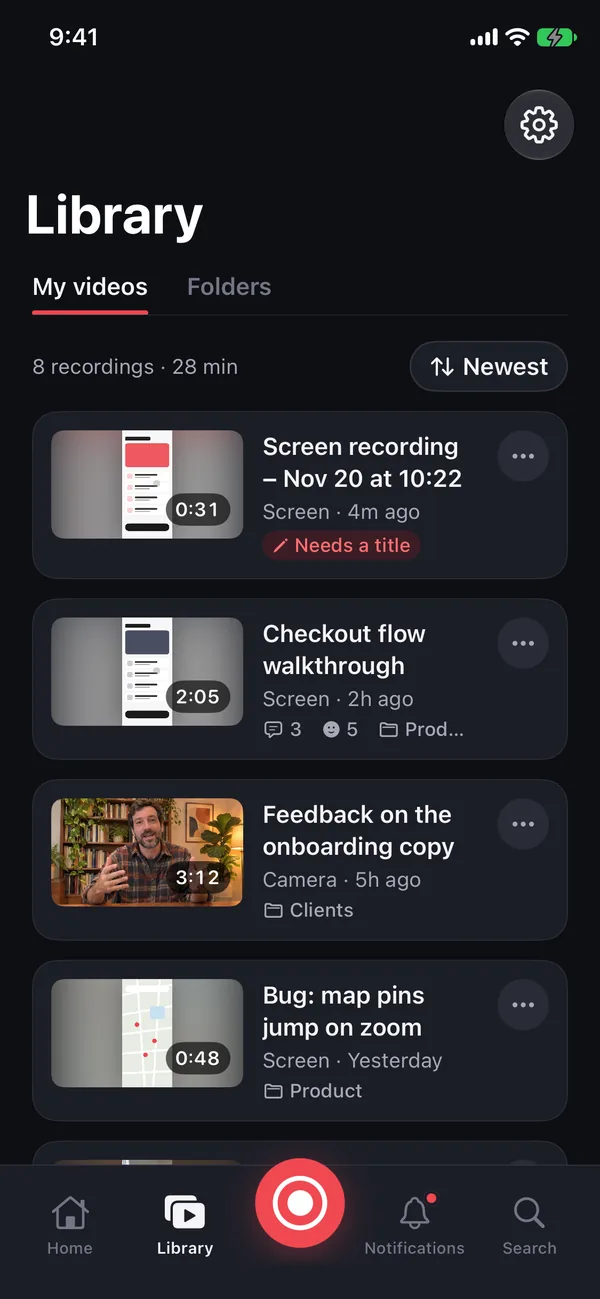 9:41
Library
My videos
Folders
8 recordings · 28 min
Newest
0:31
Screen recording
– Nov 20 at 10:22
Screen · 4m ago
Needs a title
2:05
Checkout flow
walkthrough
Screen · 2h ago
3 5 Prod...
3:12
Feedback on the
onboarding copy
Camera · 5h ago
Clients
0:48
Bug: map pins
jump on zoom
Screen · Yesterday
Product
Home
Library
Notifications
Search